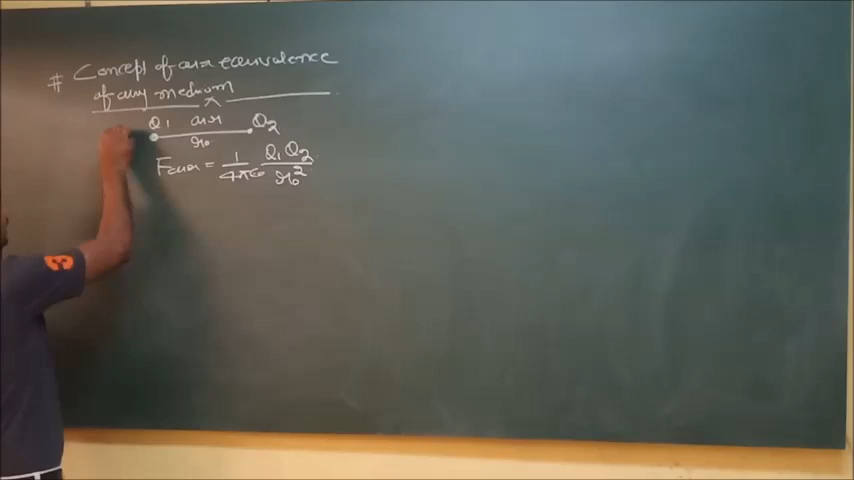 # Concept of air equivalence
of any medium
Q1 air Q2
r0
Fair = 1/4πε0 Q1Q2/r0²